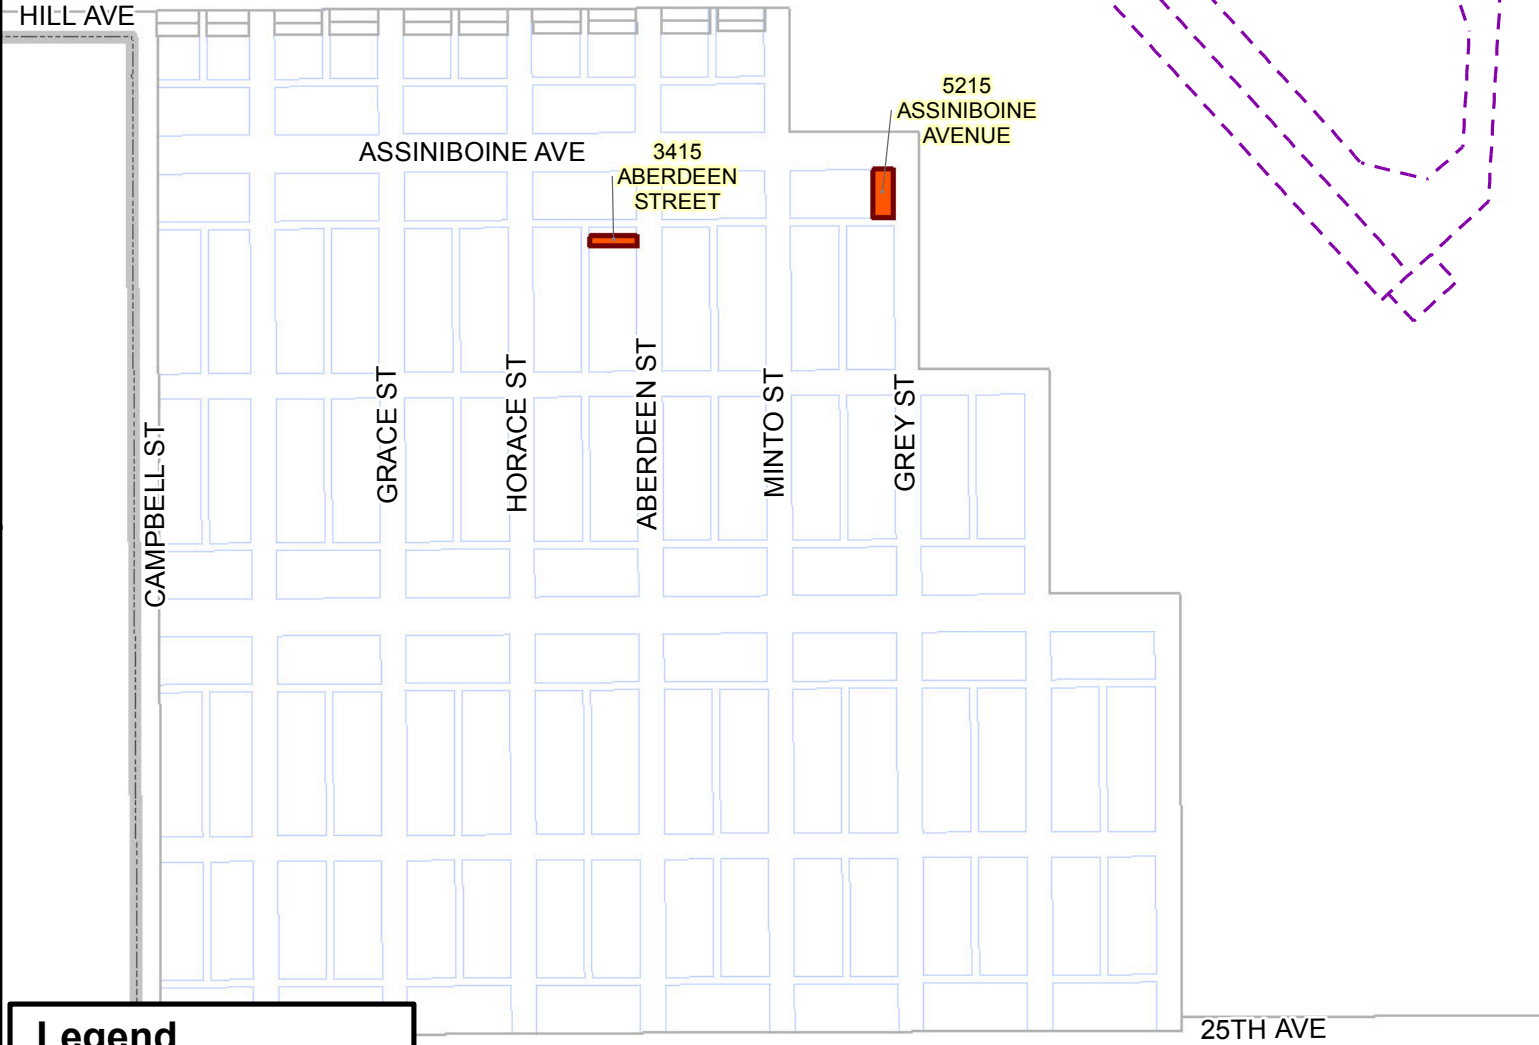 HILL AVE
5215
ASSINIBOINE
AVENUE
ASSINIBOINE AVE
3415
ABERDEEN
STREET
CAMPBELL ST
GRACE ST
HORACE ST
ABERDEEN ST
MINTO ST
GREY ST
Legend
25TH AVE